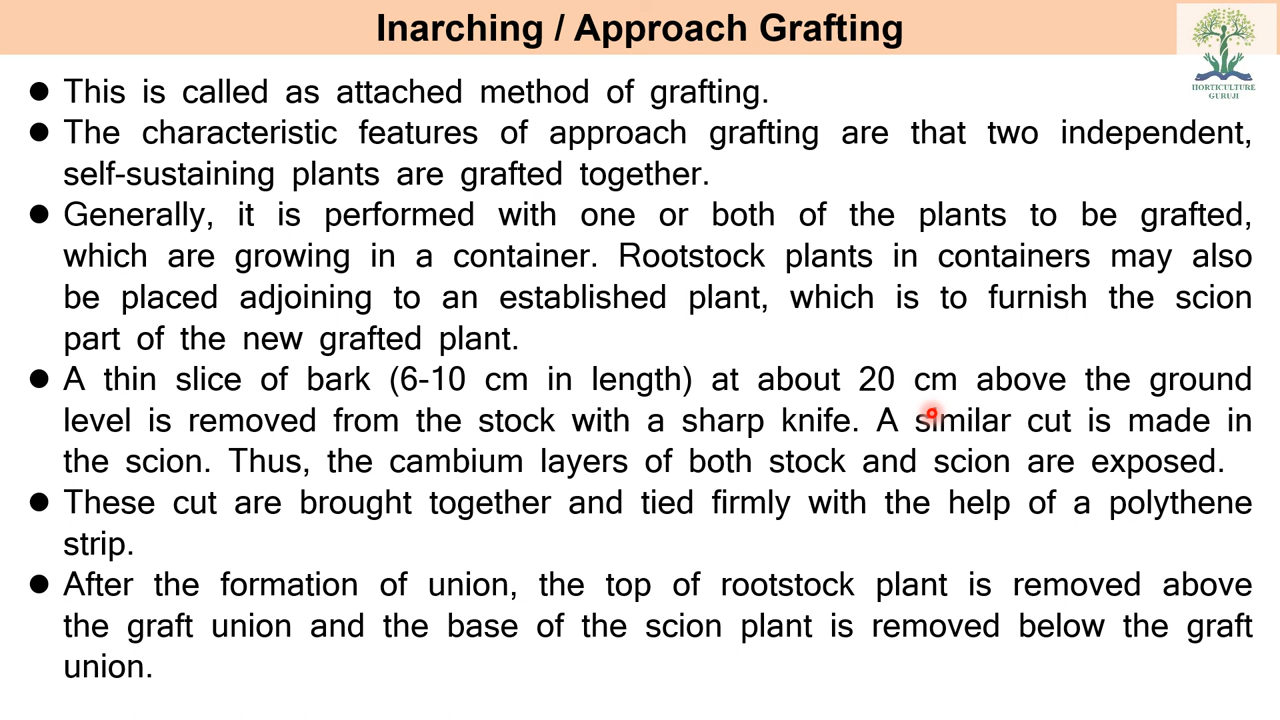 Inarching / Approach Grafting
HORTICULTURE
GURUJI
● This is called as attached method of grafting.
● The characteristic features of approach grafting are that two independent,
self-sustaining plants are grafted together.
● Generally, it is performed with one or both of the plants to be grafted,
which are growing in a container. Rootstock plants in containers may also
be placed adjoining to an established plant, which is to furnish the scion
part of the new grafted plant.
● A thin slice of bark (6-10 cm in length) at about 20 cm above the ground
level is removed from the stock with a sharp knife. A similar cut is made in
the scion. Thus, the cambium layers of both stock and scion are exposed.
● These cut are brought together and tied firmly with the help of a polythene
strip.
● After the formation of union, the top of rootstock plant is removed above
the graft union and the base of the scion plant is removed below the graft
union.